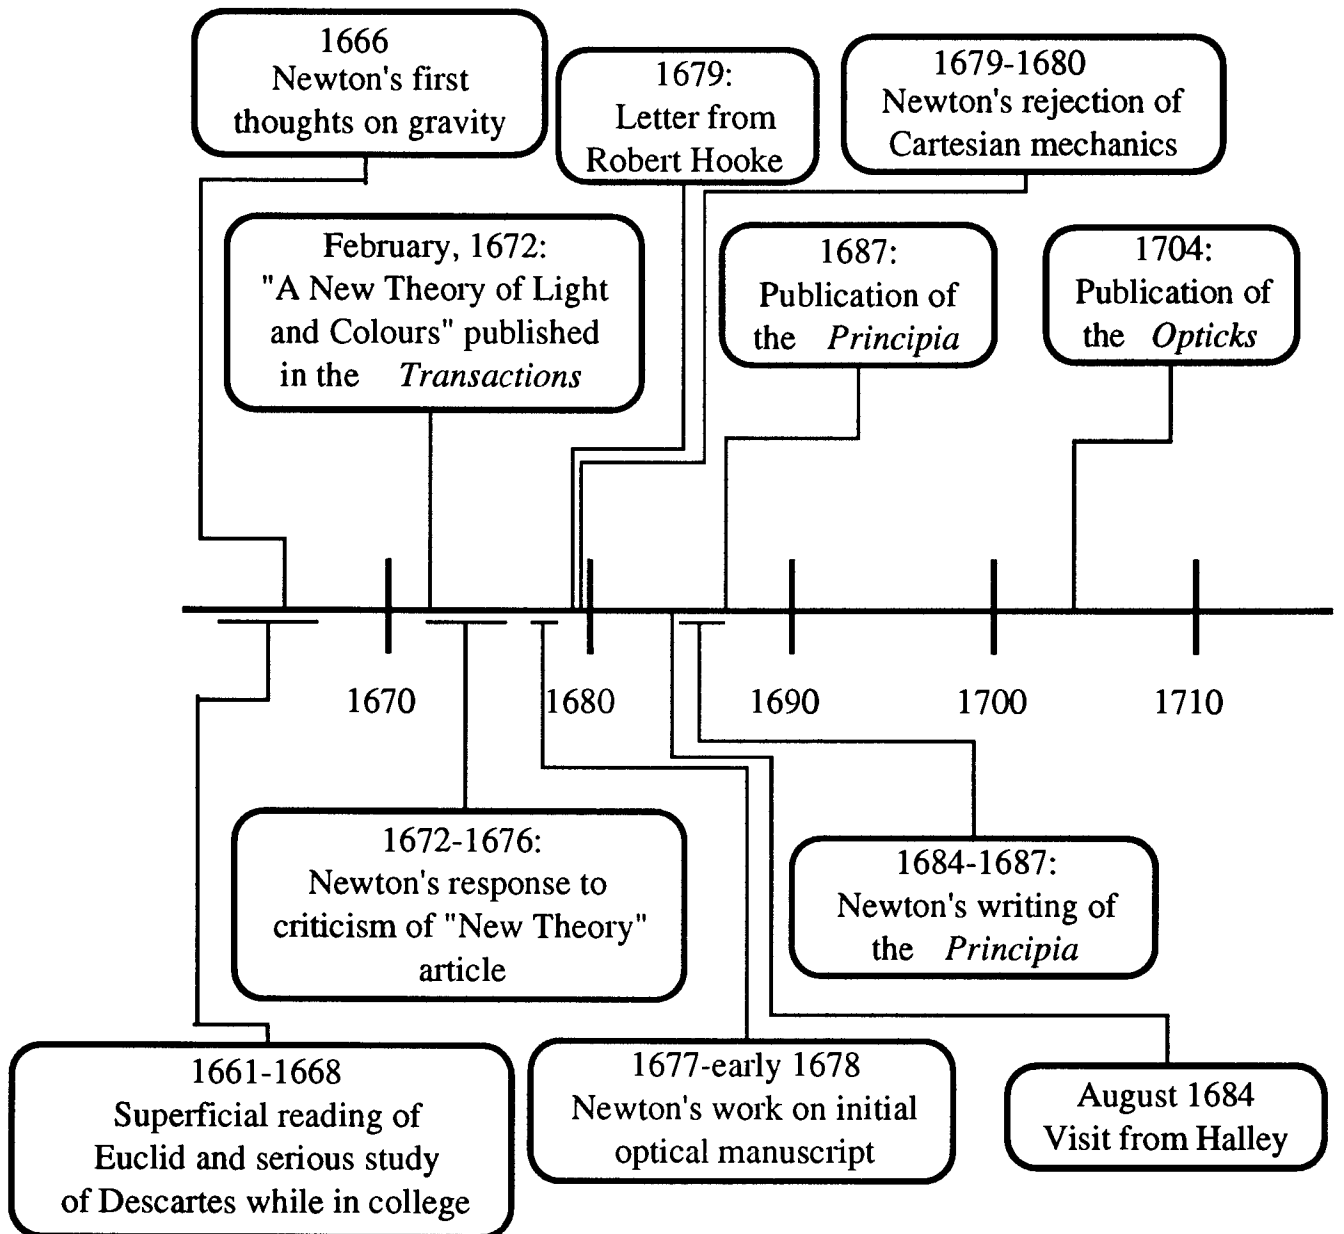 1666
Newton's first
thoughts on gravity
1679:
Letter from
Robert Hooke
1679-1680
Newton's rejection of
Cartesian mechanics
February, 1672:
"A New Theory of Light
and Colours" published
in the Transactions
1687:
Publication of
the Principia
1704:
Publication of
the Opticks
1670
1680
1690
1700
1710
1672-1676:
Newton's response to
criticism of "New Theory"
article
1684-1687:
Newton's writing of
the Principia
1661-1668
Superficial reading of
Euclid and serious study
of Descartes while in college
1677-early 1678
Newton's work on initial
optical manuscript
August 1684
Visit from Halley